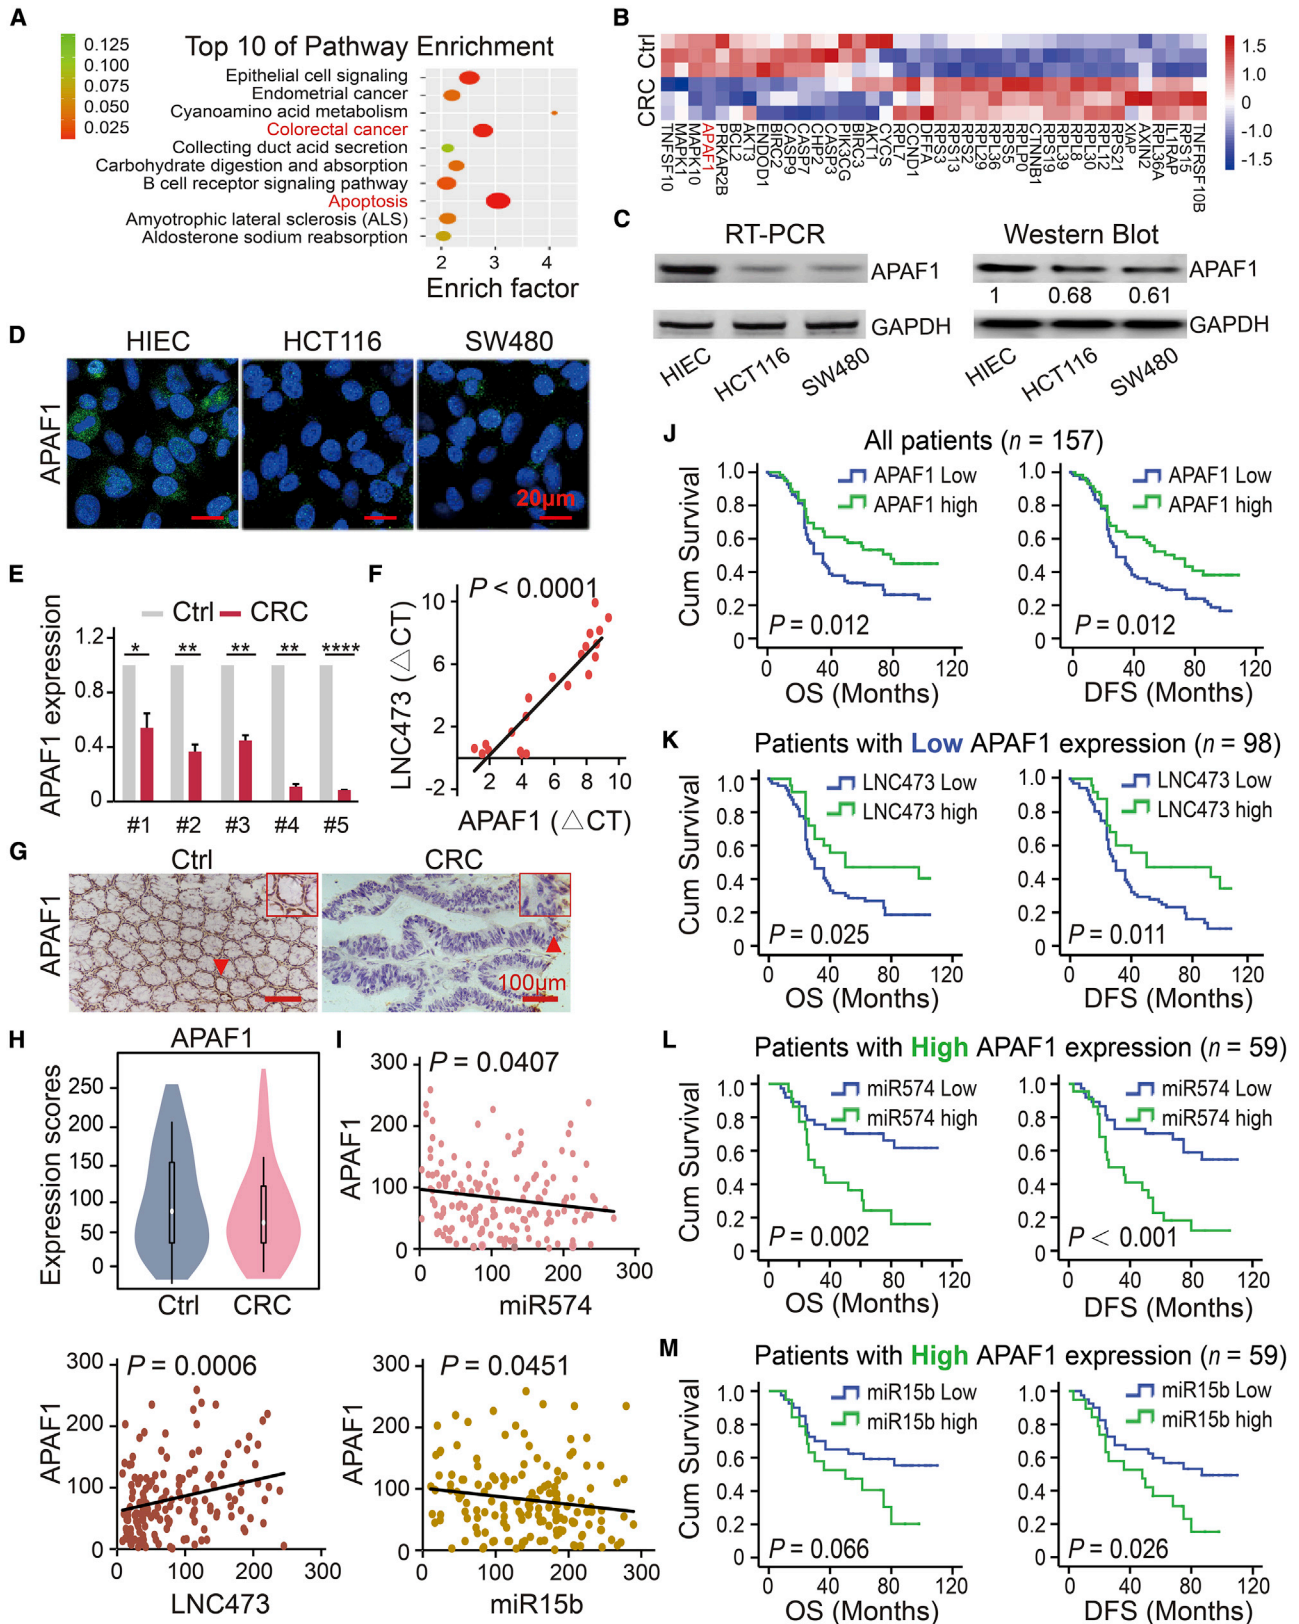 A
Top 10 of Pathway Enrichment
0.125
0.100
0.075
0.050
0.025
Epithelial cell signaling
Endometrial cancer
Cyanoamino acid metabolism
Colorectal cancer
Collecting duct acid secretion
Carbohydrate digestion and absorption
B cell receptor signaling pathway
Apoptosis
Amyotrophic lateral sclerosis (ALS)
Aldosterone sodium reabsorption
2 3 4
Enrich factor
B
Ctrl
CRC
1.5
1.0
0
-1.0
-1.5
TNFSF10
MAPK1
MAPK10
APAF1
PRKAR2B
BCL2
AKT3
ENDOD1
BIRC2
CASP9
CASP7
CHP2
CASP3
PIK3CG
BIRC3
AKT1
CYCS
RPL7
CCND1
DFFA
RPS3
RPS13
RPS2
RPL29
RPL36
RPS5
RPLP0
CTNNB1
RPS19
RPL39
RPL8
RPL30
RPL12
RPS21
XIAP
AXIN2
RPL36A
IL1RAP
RPS15
TNFRSF10B
C
RT-PCR
Western Blot
APAF1
APAF1
1 0.68 0.61
GAPDH
GAPDH
HIEC HCT116 SW480
HIEC HCT116 SW480
D
HIEC HCT116 SW480
APAF1
20μm
E
Ctrl CRC
APAF1 expression
1.2
0.8
0.4
0
* ** ** ** ****
#1 #2 #3 #4 #5
F
P < 0.0001
LNC473 (△CT)
10
6
2
-2
2 4 6 8 10
APAF1 (△CT)
G
Ctrl CRC
APAF1
100μm
H
APAF1
Expression scores
250
200
150
100
50
0
Ctrl CRC
I
P = 0.0407
APAF1
300
200
100
0
0 100 200 300
miR574
P = 0.0006
APAF1
300
200
100
0
0 100 200 300
LNC473
P = 0.0451
APAF1
300
200
100
0
0 100 200 300
miR15b
J
All patients (n = 157)
Cum Survival
1.0
0.8
0.6
0.4
0.2
0
APAF1 Low
APAF1 high
P = 0.012
0 40 80 120
OS (Months)
1.0
0.8
0.6
0.4
0.2
0
APAF1 Low
APAF1 high
P = 0.012
0 40 80 120
DFS (Months)
K
Patients with Low APAF1 expression (n = 98)
Cum Survival
1.0
0.8
0.6
0.4
0.2
0
LNC473 Low
LNC473 high
P = 0.025
0 40 80 120
OS (Months)
1.0
0.8
0.6
0.4
0.2
0
LNC473 Low
LNC473 high
P = 0.011
0 40 80 120
DFS (Months)
L
Patients with High APAF1 expression (n = 59)
Cum Survival
1.0
0.8
0.6
0.4
0.2
0
miR574 Low
miR574 high
P = 0.002
0 40 80 120
OS (Months)
1.0
0.8
0.6
0.4
0.2
0
miR574 Low
miR574 high
P < 0.001
0 40 80 120
DFS (Months)
M
Patients with High APAF1 expression (n = 59)
Cum Survival
1.0
0.8
0.6
0.4
0.2
0
miR15b Low
miR15b high
P = 0.066
0 40 80 120
OS (Months)
1.0
0.8
0.6
0.4
0.2
0
miR15b Low
miR15b high
P = 0.026
0 40 80 120
DFS (Months)